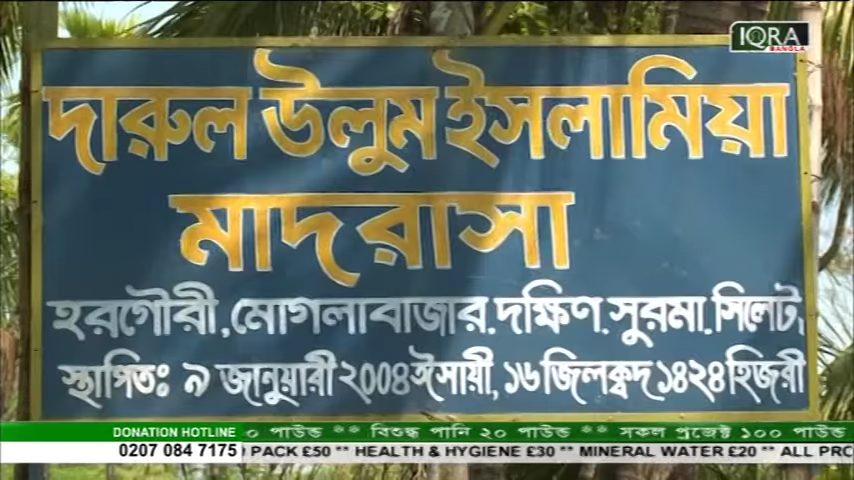 IQRA
BANGLA
দারুল উলুম ইসলামিয়া
মাদরাসা
হরগৌরী, মোগলাবাজার. দক্ষিণ সুরমা. সিলেট.
স্থাপিতঃ ৯ জানুয়ারী ২০০৪ ঈসায়ী, ১৬ জিলক্বদ ১৪২৪ হিজরী
DONATION HOTLINE
০ পাউন্ড ** বিশুদ্ধ পানি ২০ পাউন্ড ** সকল প্রজেক্ট ১০০ পাউন্ড
0207 084 7175
PACK £50 ** HEALTH & HYGIENE £30 ** MINERAL WATER £20 ** ALL PRO